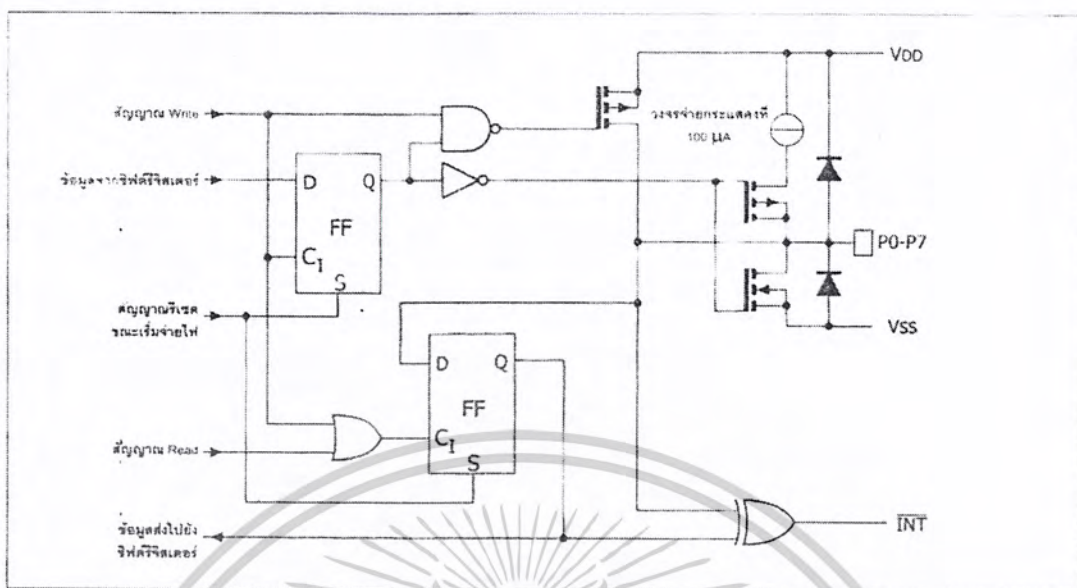 VDD
สัญญาณ Write
วงจรจ่ายกระแสคงที่
100 µA
ข้อมูลจากชิฟต์รีจิสเตอร์
D Q
FF
CI
S
P0-P7
สัญญาณรีเซต
ขณะเริ่มจ่ายไฟ
VSS
D Q
FF
CI
S
สัญญาณ Read
ข้อมูลส่งไปยัง
ชิฟต์รีจิสเตอร์
INT